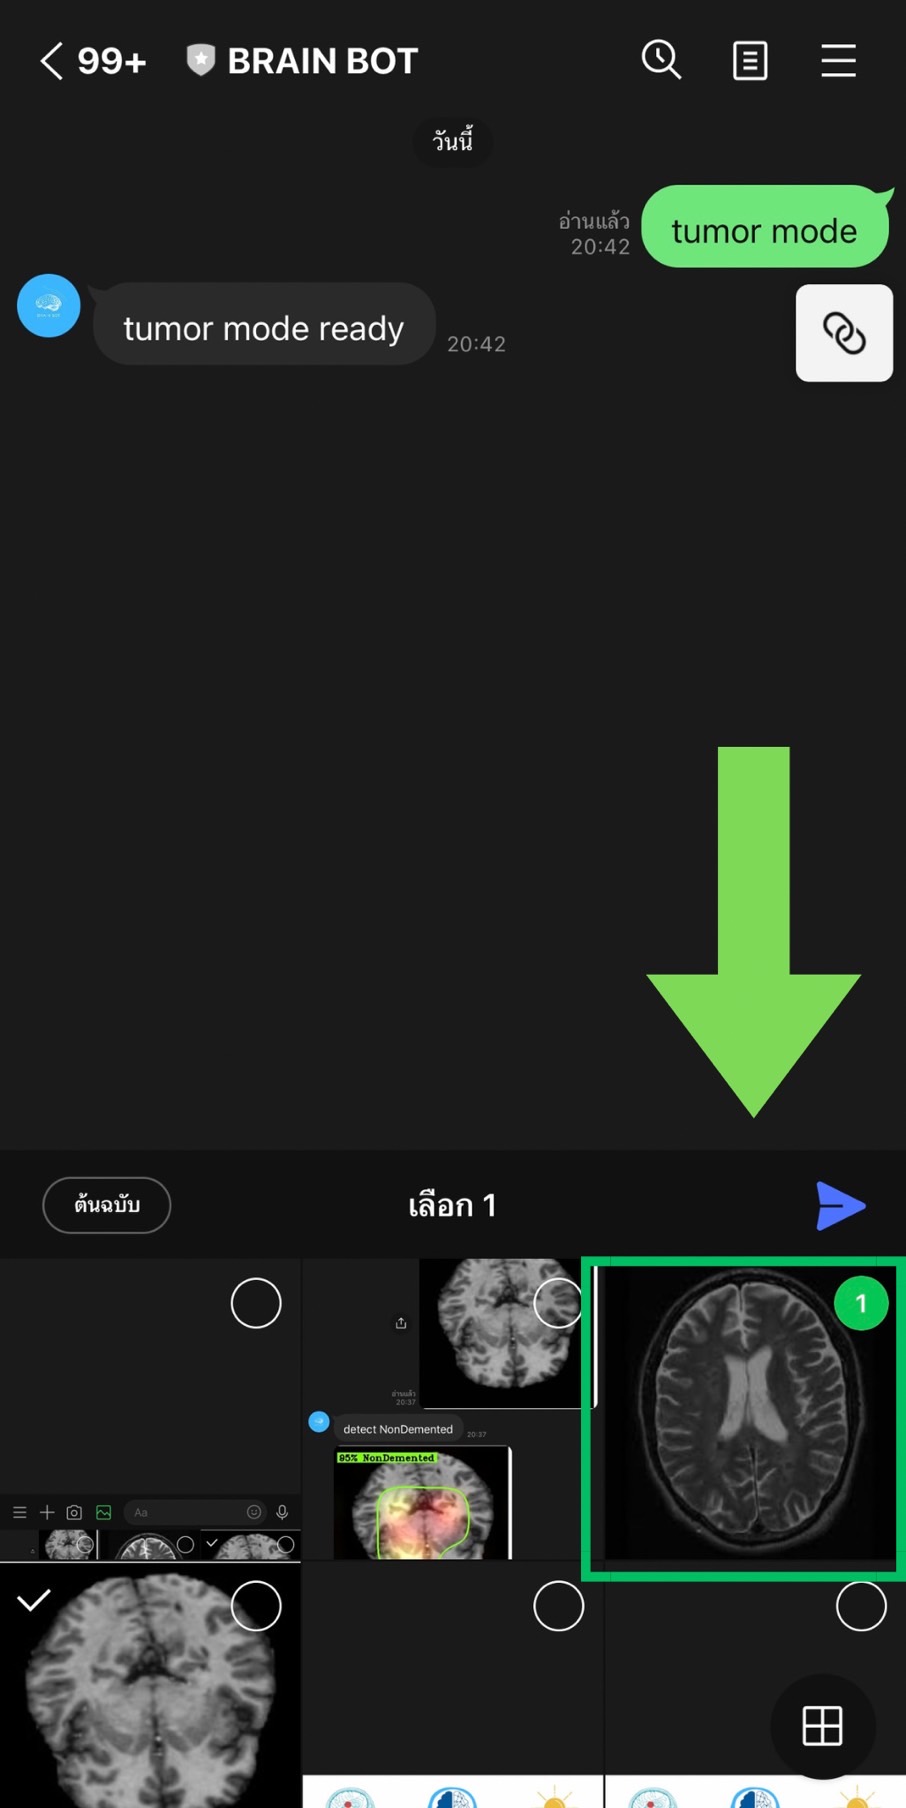 99+ BRAIN BOT
วันนี้
tumor mode
อ่านแล้ว
20:42
tumor mode ready
20:42
ต้นฉบับ
เลือก 1
1
อ่านแล้ว
20:37
detect NonDemented
20:37
95% NonDemented
Aa